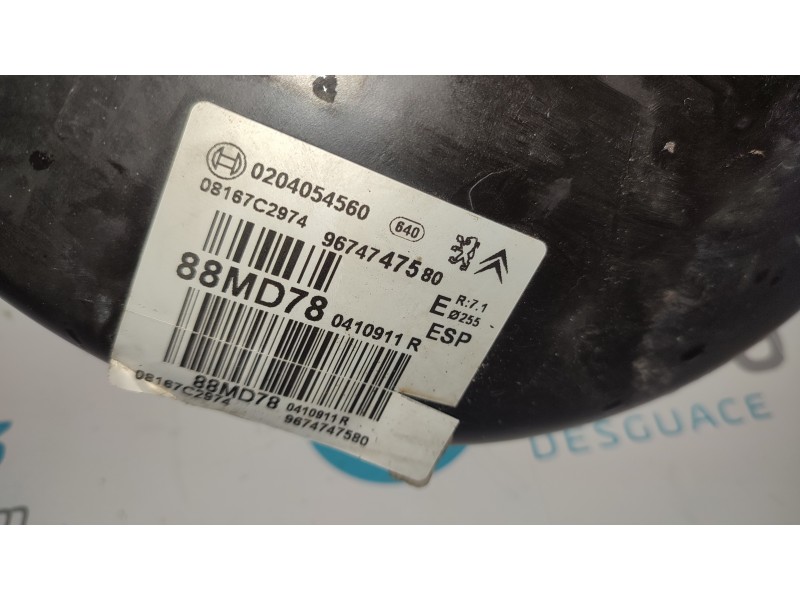 0204054560
08167C2974
640
9674747580
88MD78
0410911 R
E
R:7.1
Ø255
ESP
88MD78 0410911 R
08167C2974
9674747580
DESGUACE